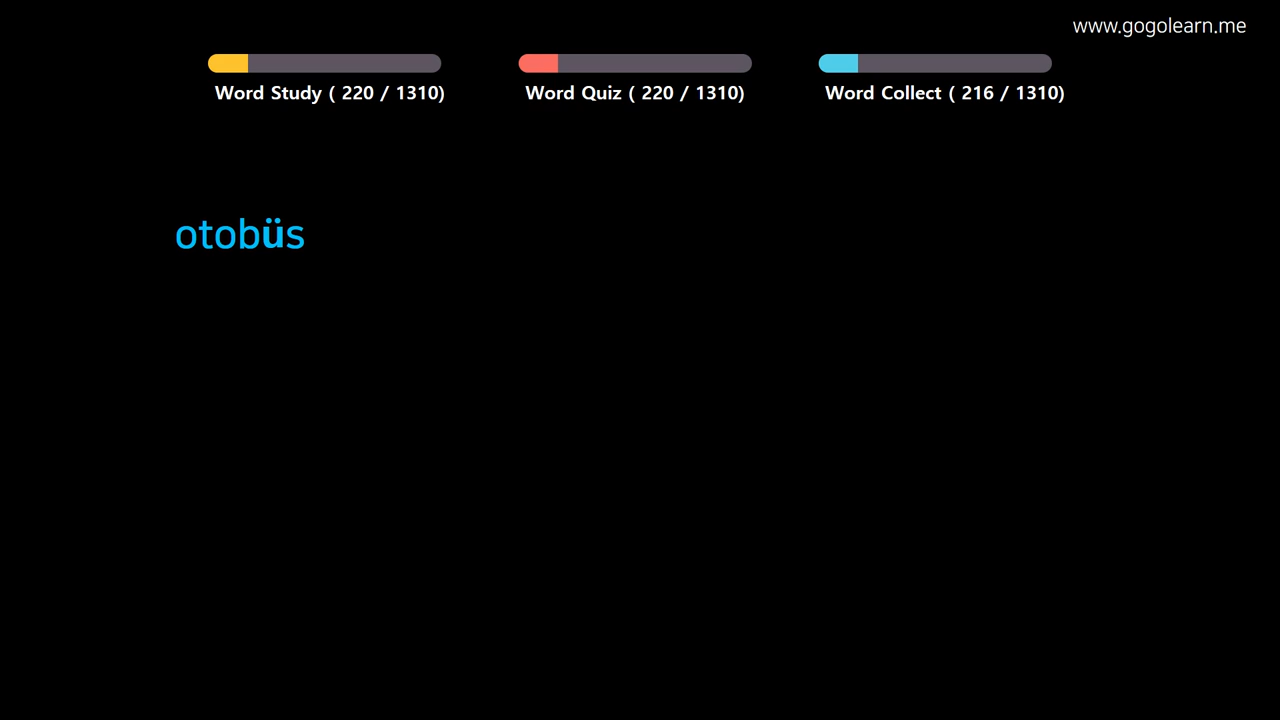 www.gogolearn.me
Word Study ( 220 / 1310)
Word Quiz ( 220 / 1310)
Word Collect ( 216 / 1310)
otobüs